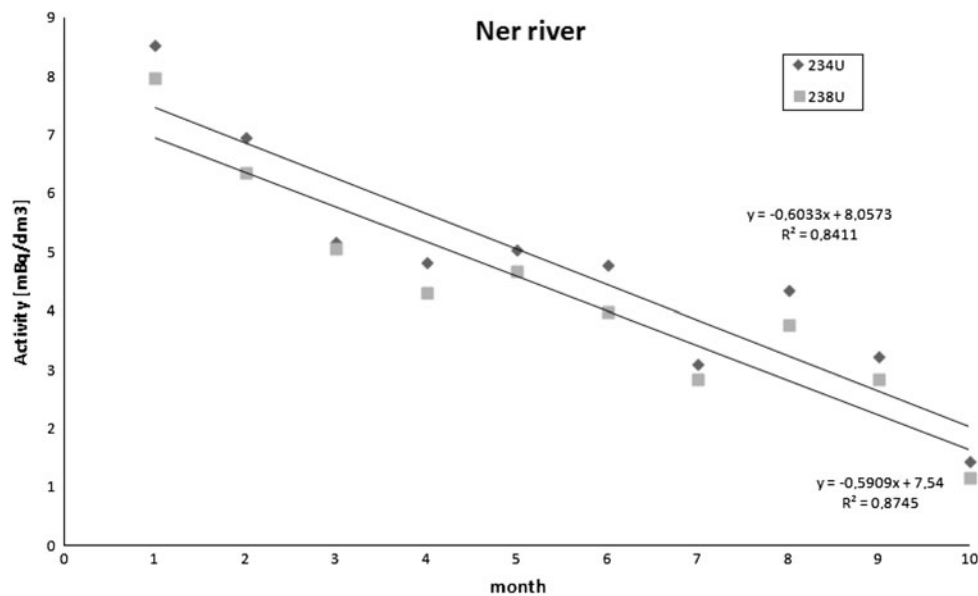 Ner river
234U
238U
9
8
7
6
5
4
3
2
1
0
Activity [mBq/dm3]
y = -0,6033x + 8,0573
R² = 0,8411
y = -0,5909x + 7,54
R² = 0,8745
0 1 2 3 4 5 6 7 8 9 10
month